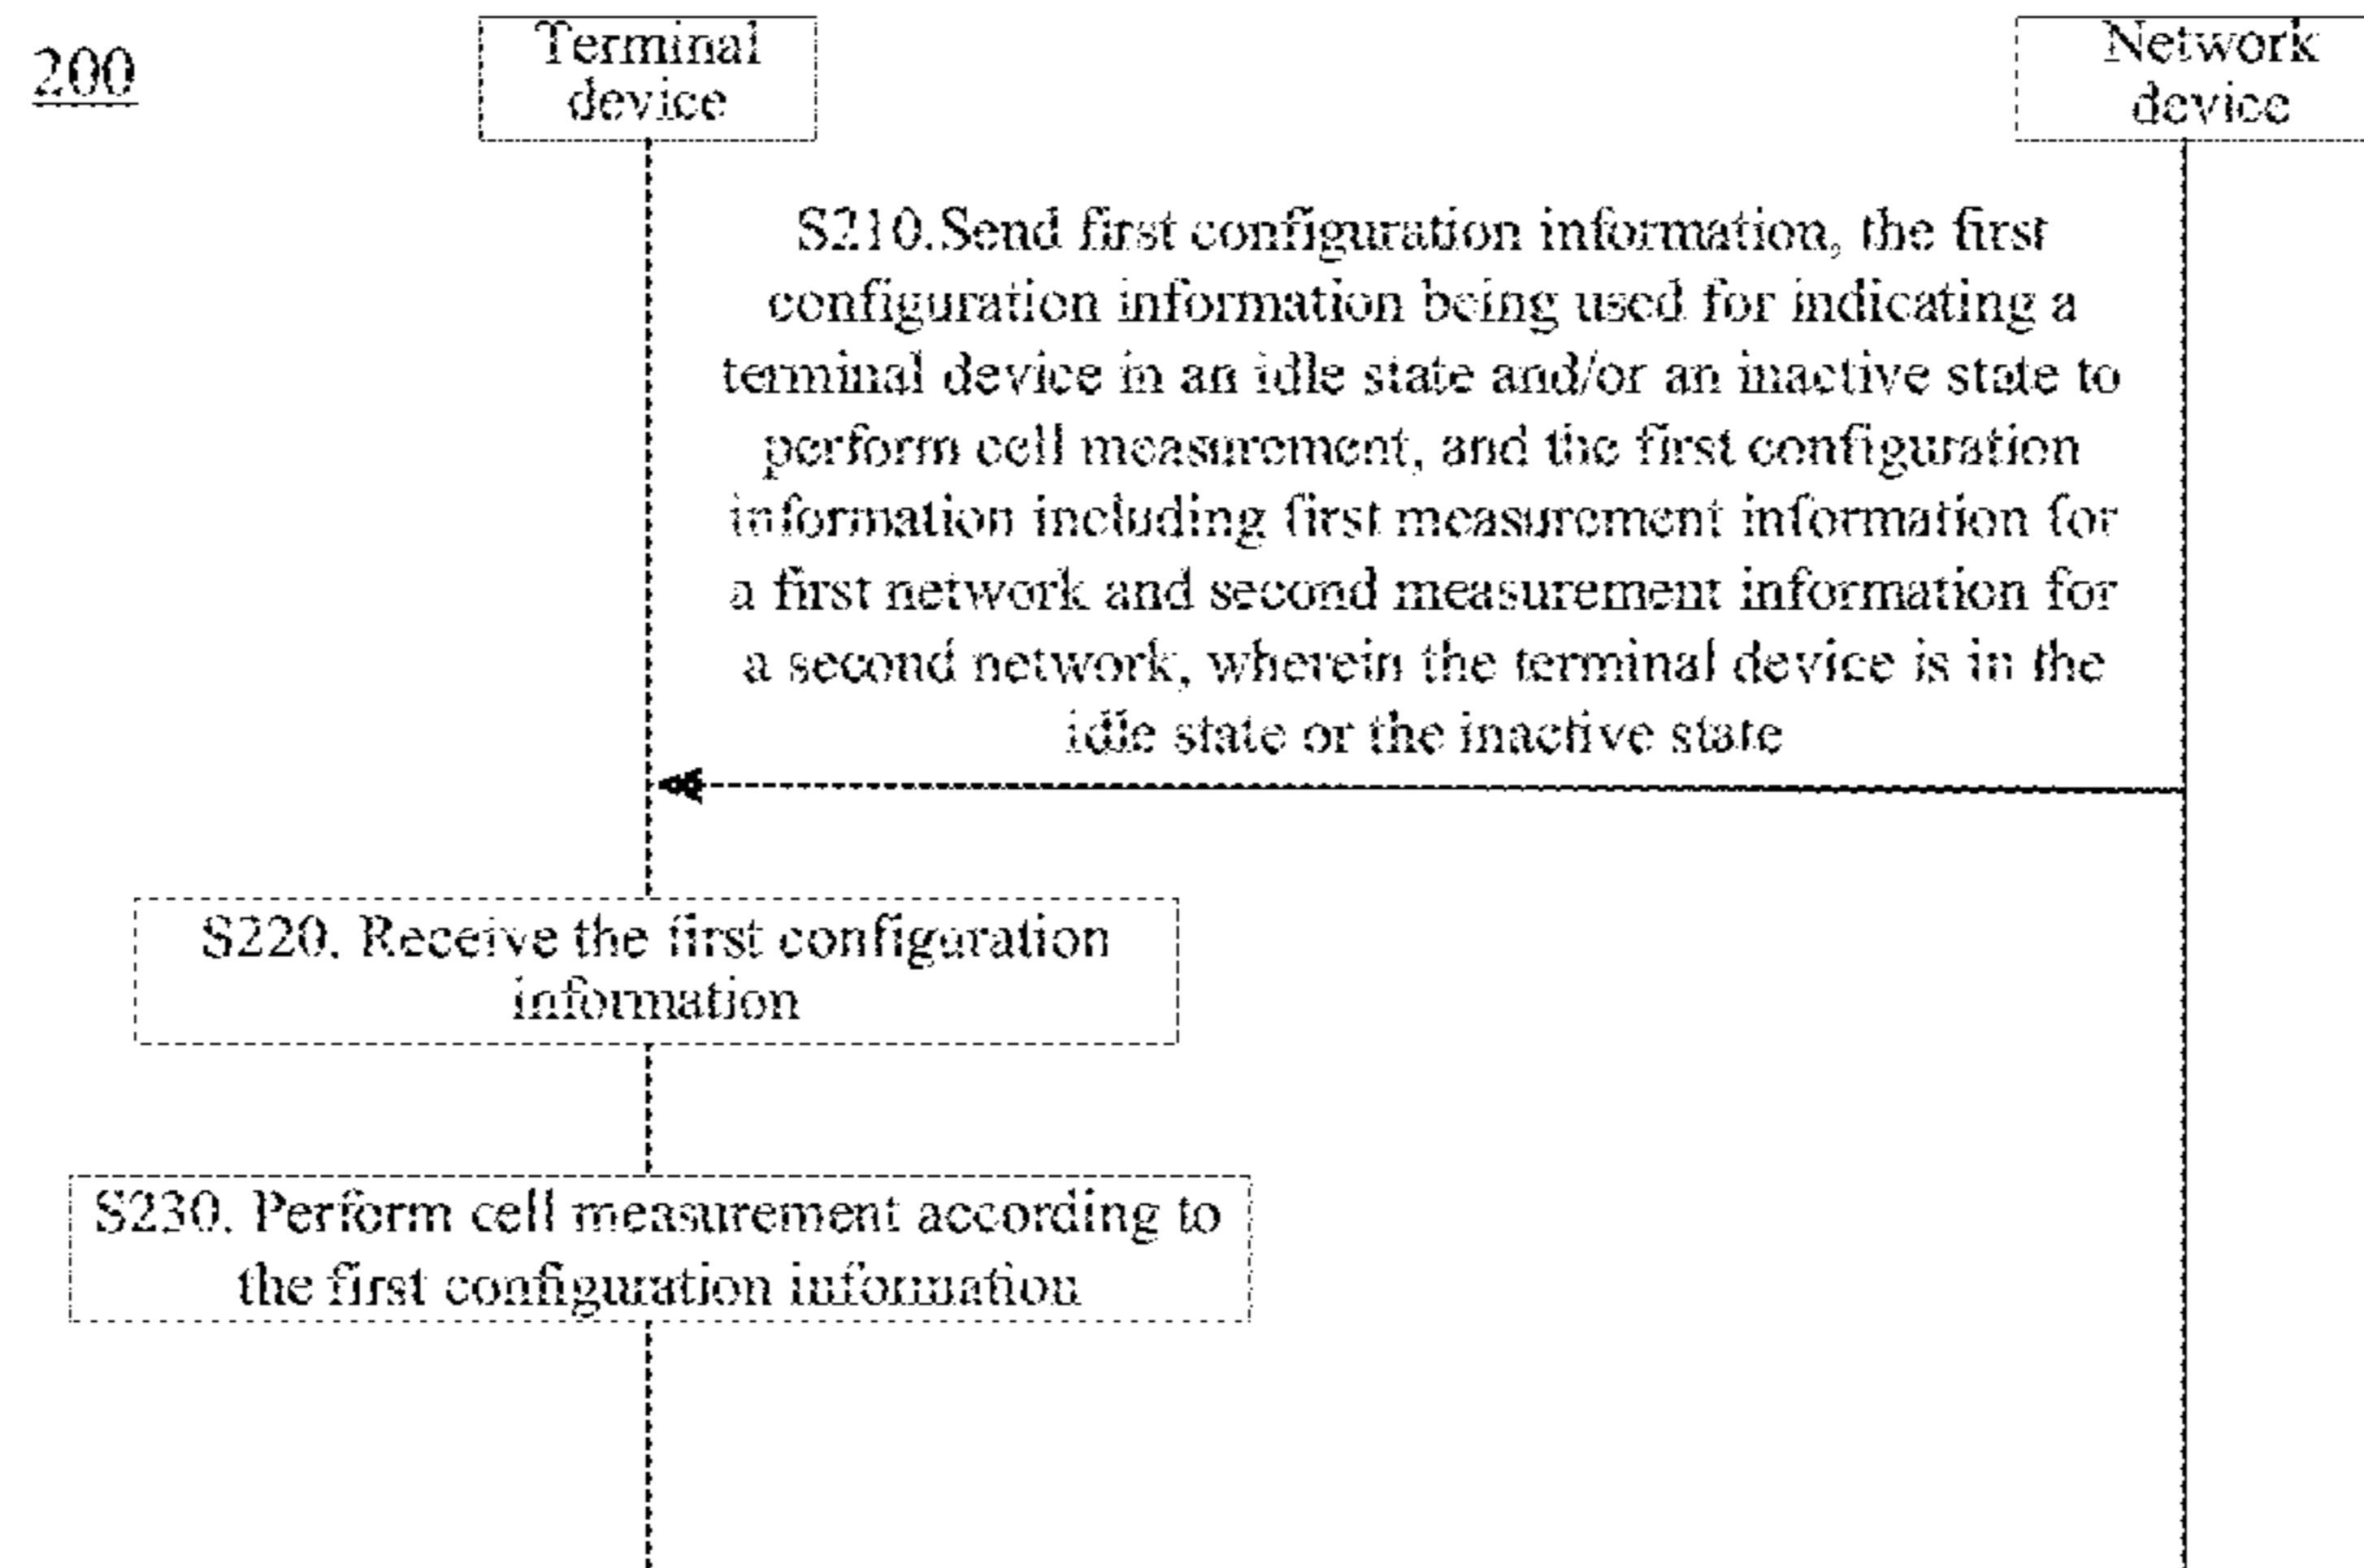 200
Terminal
device
Network
device
S210.Send first configuration information, the first
configuration information being used for indicating a
terminal device in an idle state and/or an inactive state to
perform cell measurement, and the first configuration
information including first measurement information for
a first network and second measurement information for
a second network, wherein the terminal device is in the
idle state or the inactive state
S220. Receive the first configuration
information
S230. Perform cell measurement according to
the first configuration information